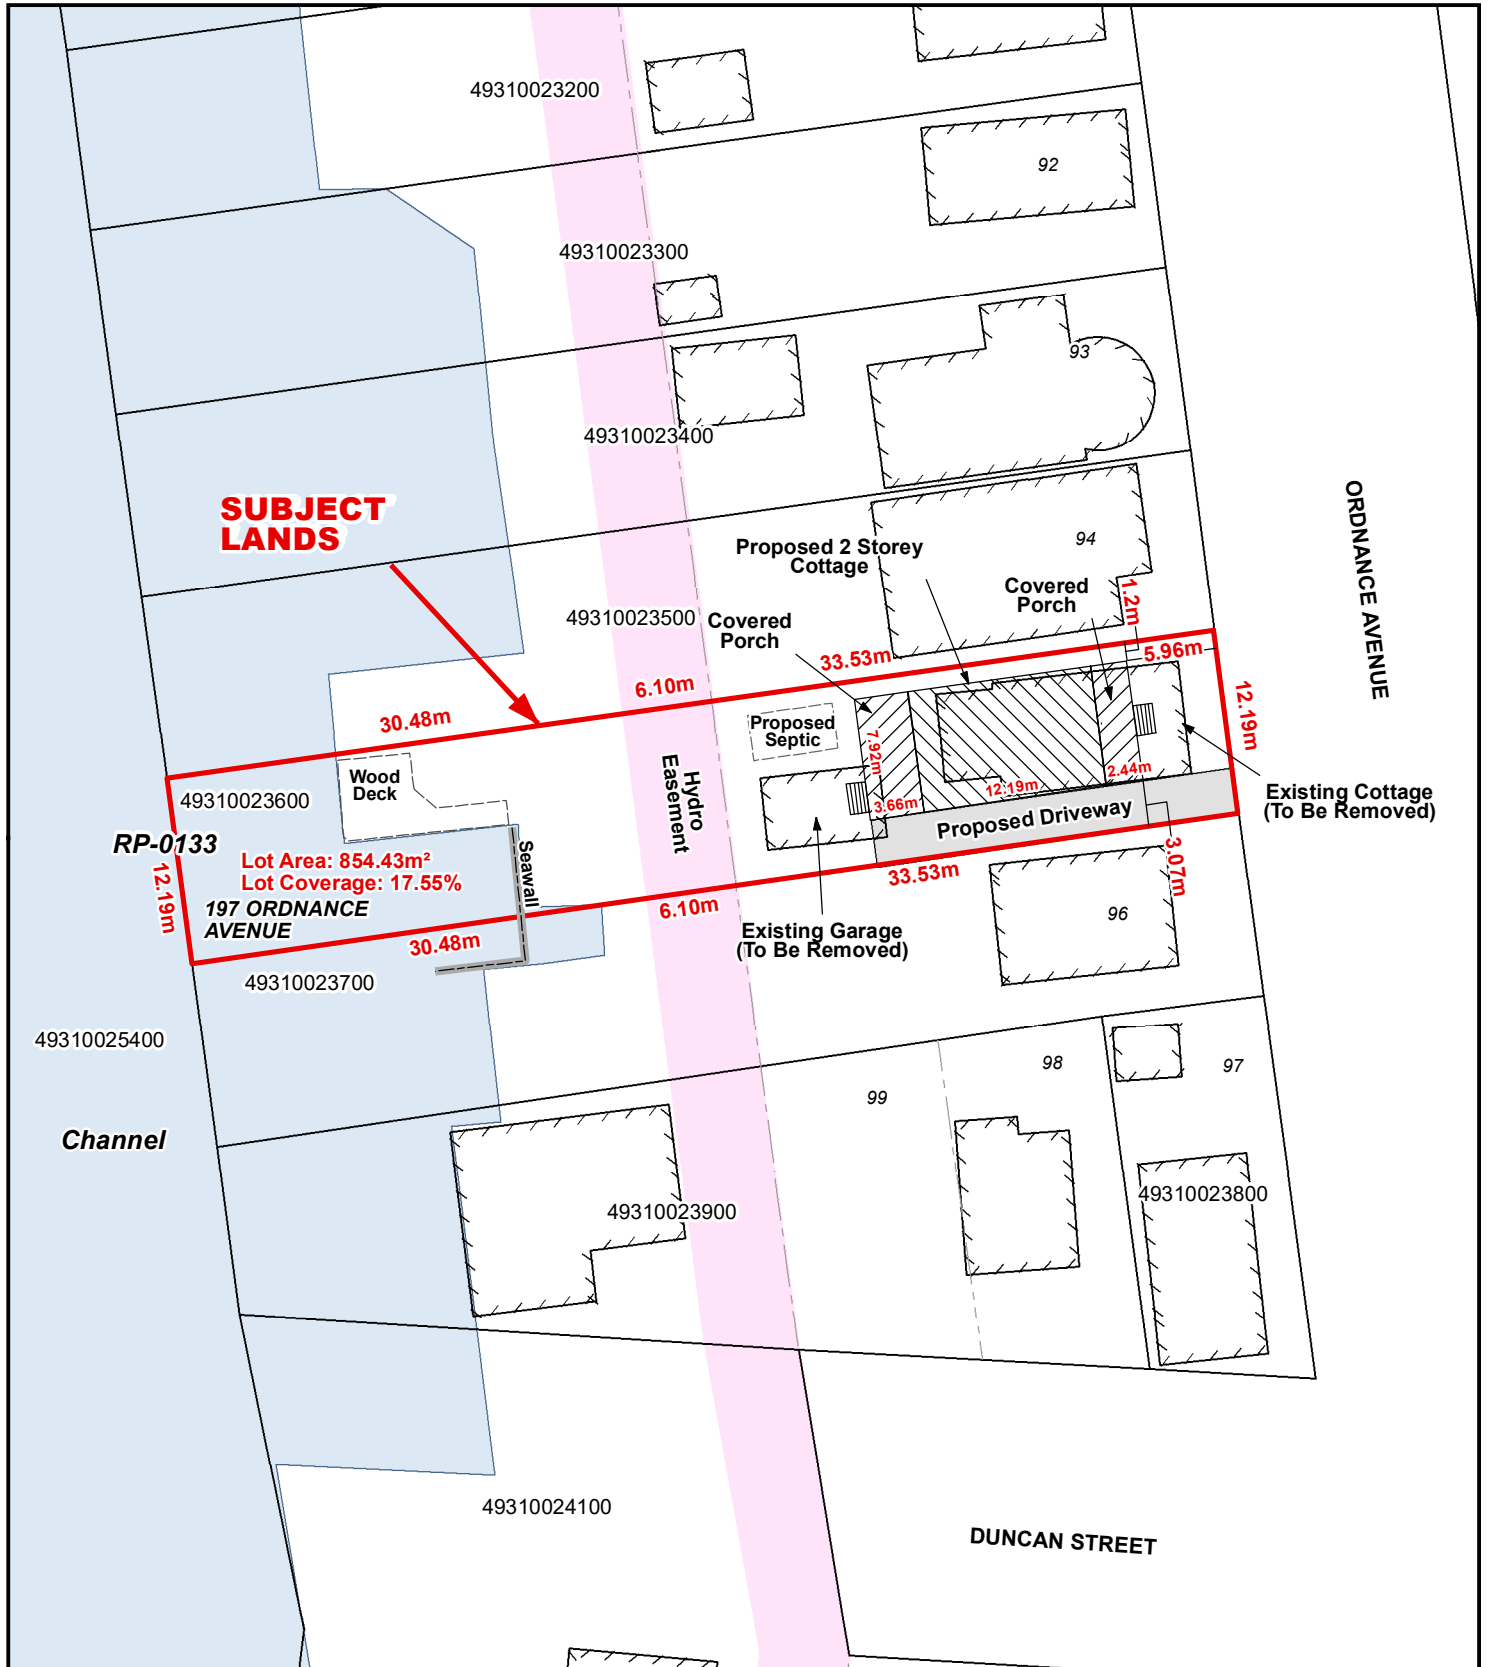 49310023200
92
49310023300
93
49310023400
SUBJECT
LANDS
ORDNANCE AVENUE
94
Proposed 2 Storey
Cottage
Covered
Porch
1.2m
49310023500
Covered
Porch
33.53m
5.96m
6.10m
12.19m
30.48m
Proposed
Septic
7.92m
Hydro
Easement
Wood
Deck
2.44m
12.19m
3.66m
Existing Cottage
(To Be Removed)
49310023600
Proposed Driveway
RP-0133
Lot Area: 854.43m²
Lot Coverage: 17.55%
Seawall
12.19m
3.07m
33.53m
197 ORDNANCE
AVENUE
6.10m
96
Existing Garage
(To Be Removed)
30.48m
49310023700
49310025400
98
97
99
Channel
49310023800
49310023900
49310024100
DUNCAN STREET